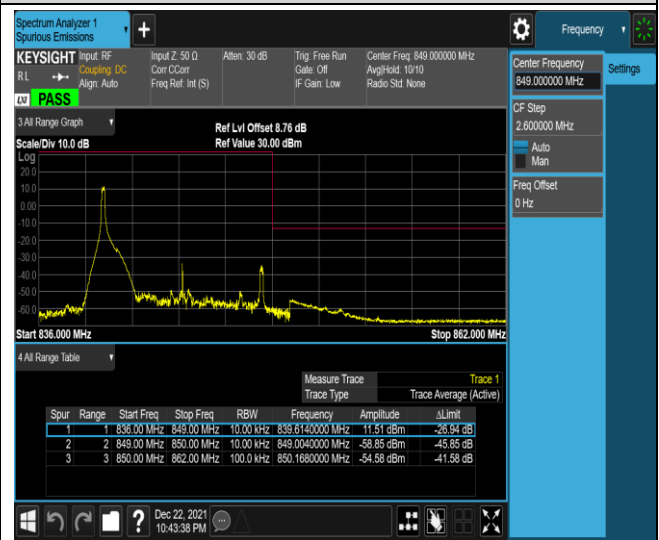 Spectrum Analyzer 1
Spurious Emissions
Frequency
KEYSIGHT Input: RF Input Z: 50 Ω Atten: 30 dB Trig: Free Run Center Freq: 849.000000 MHz
RL Coupling: DC Corr CCorr Gate: Off Avg|Hold: 10/10
Align: Auto Freq Ref: Int (S) IF Gain: Low Radio Std: None
LXI PASS
Center Frequency
849.000000 MHz
Settings
CF Step
2.600000 MHz
Auto
Man
Freq Offset
0 Hz
3 All Range Graph
Ref Lvl Offset 8.76 dB
Scale/Div 10.0 dB Ref Value 30.00 dBm
Log
20.0
10.0
0.00
-10.0
-20.0
-30.0
-40.0
-50.0
-60.0
Start 836.000 MHz Stop 862.000 MHz
4 All Range Table
Measure Trace Trace 1
Trace Type Trace Average (Active)
Spur Range Start Freq Stop Freq RBW Frequency Amplitude ΔLimit
1 1 836.00 MHz 849.00 MHz 10.00 kHz 839.6140000 MHz 11.51 dBm -26.94 dB
2 2 849.00 MHz 850.00 MHz 10.00 kHz 849.0040000 MHz -58.85 dBm -45.85 dB
3 3 850.00 MHz 862.00 MHz 100.0 kHz 850.1680000 MHz -54.58 dBm -41.58 dB
Dec 22, 2021
10:43:38 PM